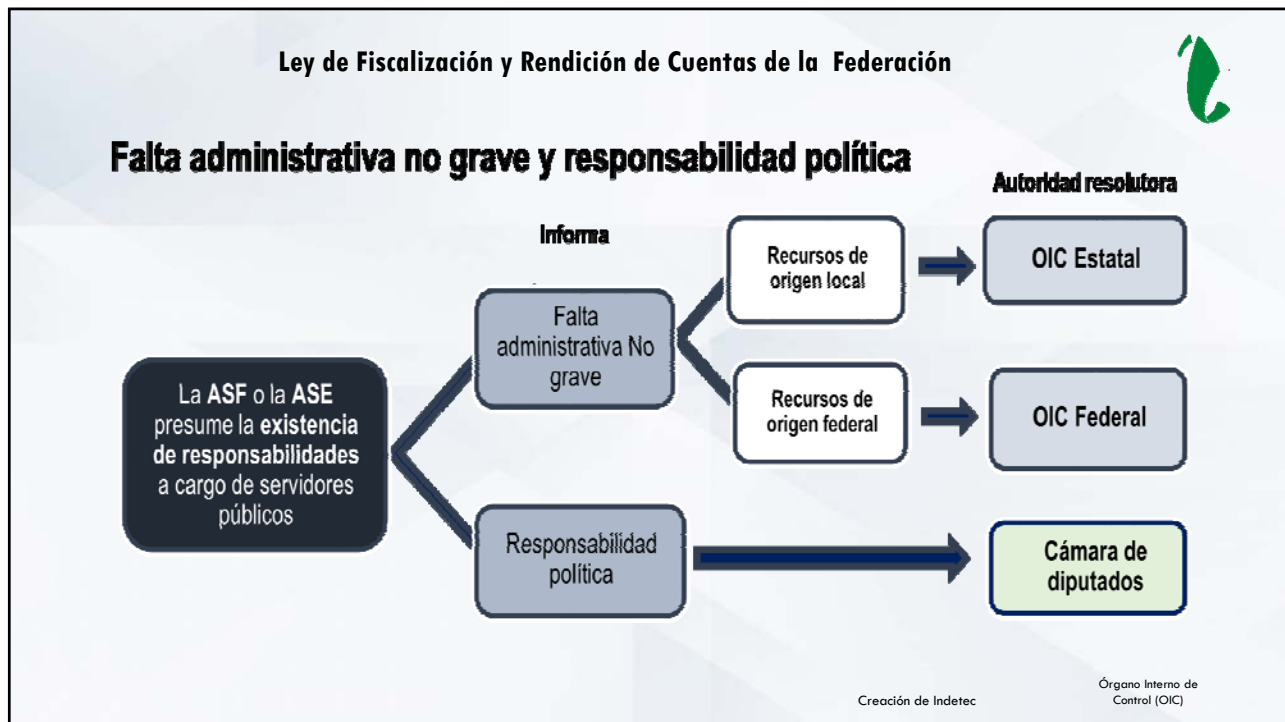 Ley de Fiscalización y Rendición de Cuentas de la Federación
Falta administrativa no grave y responsabilidad política
Autoridad resolutora
Informa
Recursos de
origen local
OIC Estatal
Falta
administrativa No
grave
La ASF o la ASE
presume la existencia
de responsabilidades
a cargo de servidores
públicos
Recursos de
origen federal
OIC Federal
Responsabilidad
política
Cámara de
diputados
Creación de Indetec
Órgano Interno de
Control (OIC)